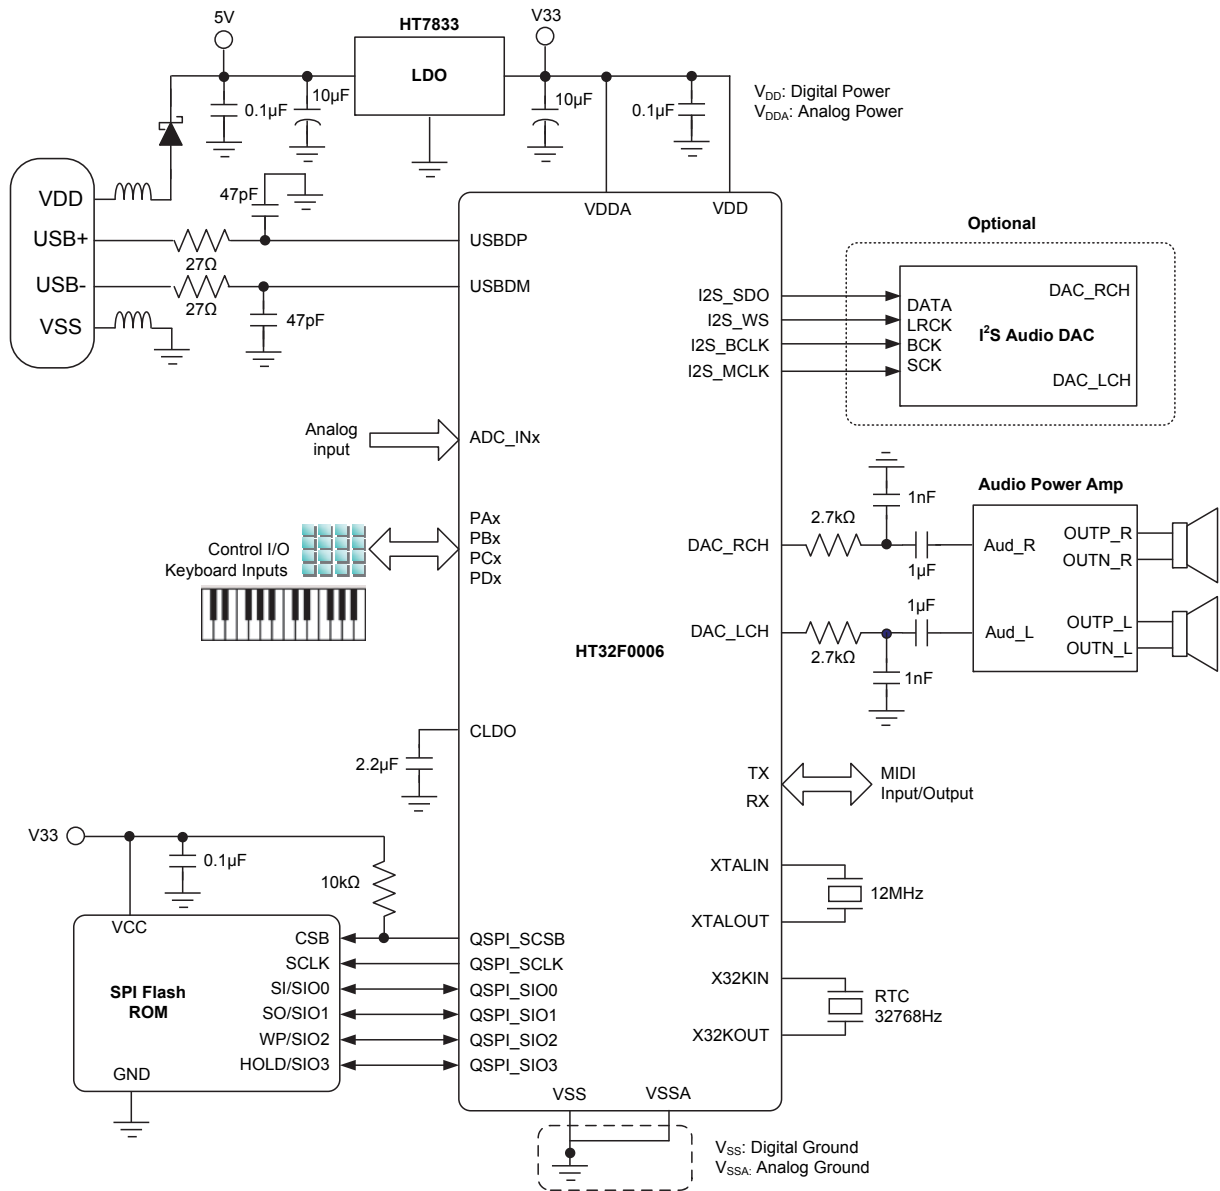 5V
HT7833
LDO
V33
0.1µF
10µF
10µF
0.1µF
V_DD: Digital Power
V_DDA: Analog Power
VDD
USB+
USB-
VSS
47pF
27Ω
27Ω
47pF
USBDP
USBDM
VDDA
VDD
Optional
I2S_SDO
I2S_WS
I2S_BCLK
I2S_MCLK
DATA
LRCK
BCK
SCK
I²S Audio DAC
DAC_RCH
DAC_LCH
Analog
input
ADC_INx
Control I/O
Keyboard Inputs
PAx
PBx
PCx
PDx
HT32F0006
DAC_RCH
DAC_LCH
2.7kΩ
1nF
1µF
1µF
2.7kΩ
1nF
Audio Power Amp
Aud_R
Aud_L
OUTP_R
OUTN_R
OUTP_L
OUTN_L
CLDO
2.2µF
TX
RX
MIDI
Input/Output
V33
0.1µF
10kΩ
XTALIN
XTALOUT
12MHz
X32KIN
X32KOUT
RTC
32768Hz
VCC
SPI Flash
ROM
GND
CSB
SCLK
SI/SIO0
SO/SIO1
WP/SIO2
HOLD/SIO3
QSPI_SCSB
QSPI_SCLK
QSPI_SIO0
QSPI_SIO1
QSPI_SIO2
QSPI_SIO3
VSS
VSSA
V_SS: Digital Ground
V_SSA: Analog Ground